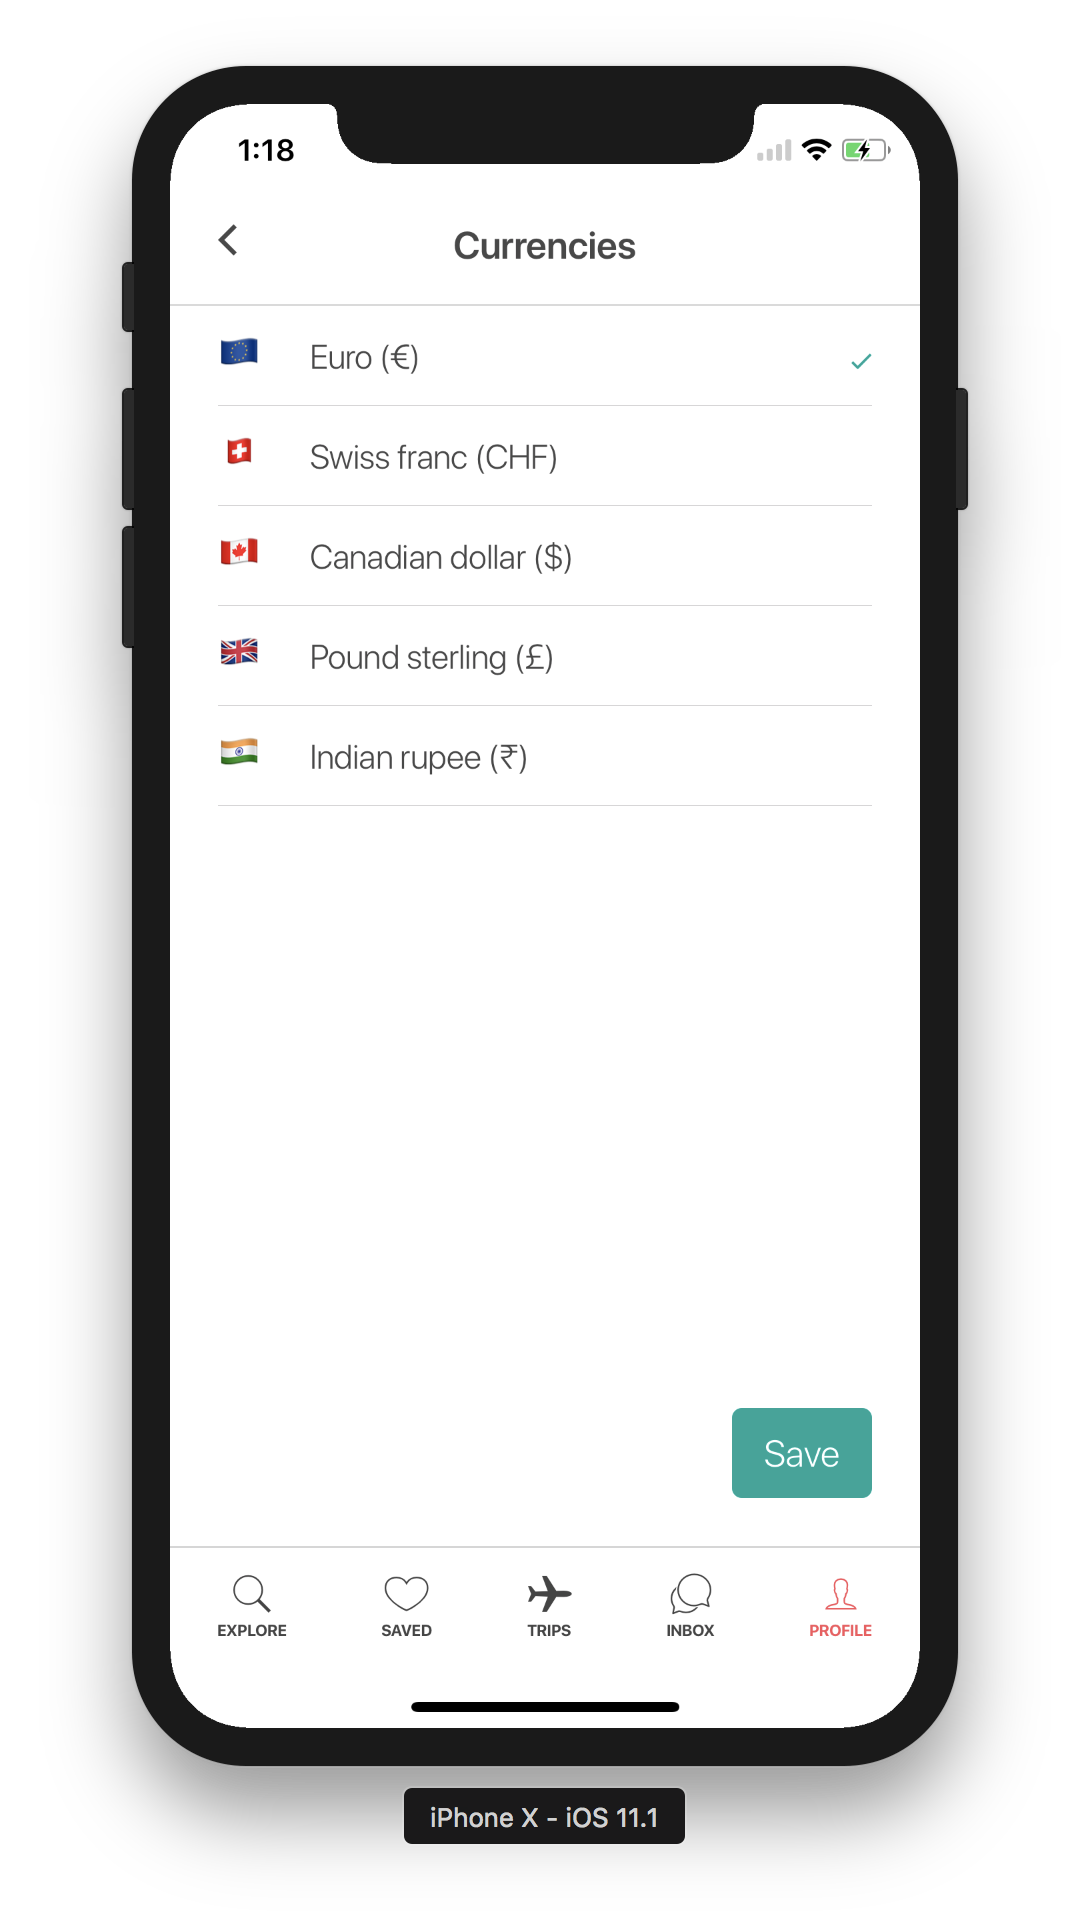 1:18
Currencies
Euro (€)
Swiss franc (CHF)
Canadian dollar ($)
Pound sterling (£)
Indian rupee (₹)
Save
EXPLORE SAVED TRIPS INBOX PROFILE
iPhone X - iOS 11.1